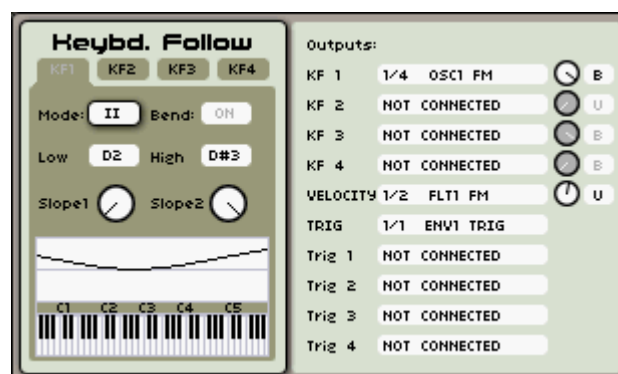 Keybd. Follow
KF1 KF2 KF3 KF4
Mode: II Bend: ON
Low D2 High D#3
Slope1 Slope2
C1 C2 C3 C4 C5
Outputs:
KF 1 1/4 OSC1 FM B
KF 2 NOT CONNECTED U
KF 3 NOT CONNECTED B
KF 4 NOT CONNECTED B
VELOCITY 1/2 FLT1 FM U
TRIG 1/1 ENV1 TRIG
Trig 1 NOT CONNECTED
Trig 2 NOT CONNECTED
Trig 3 NOT CONNECTED
Trig 4 NOT CONNECTED